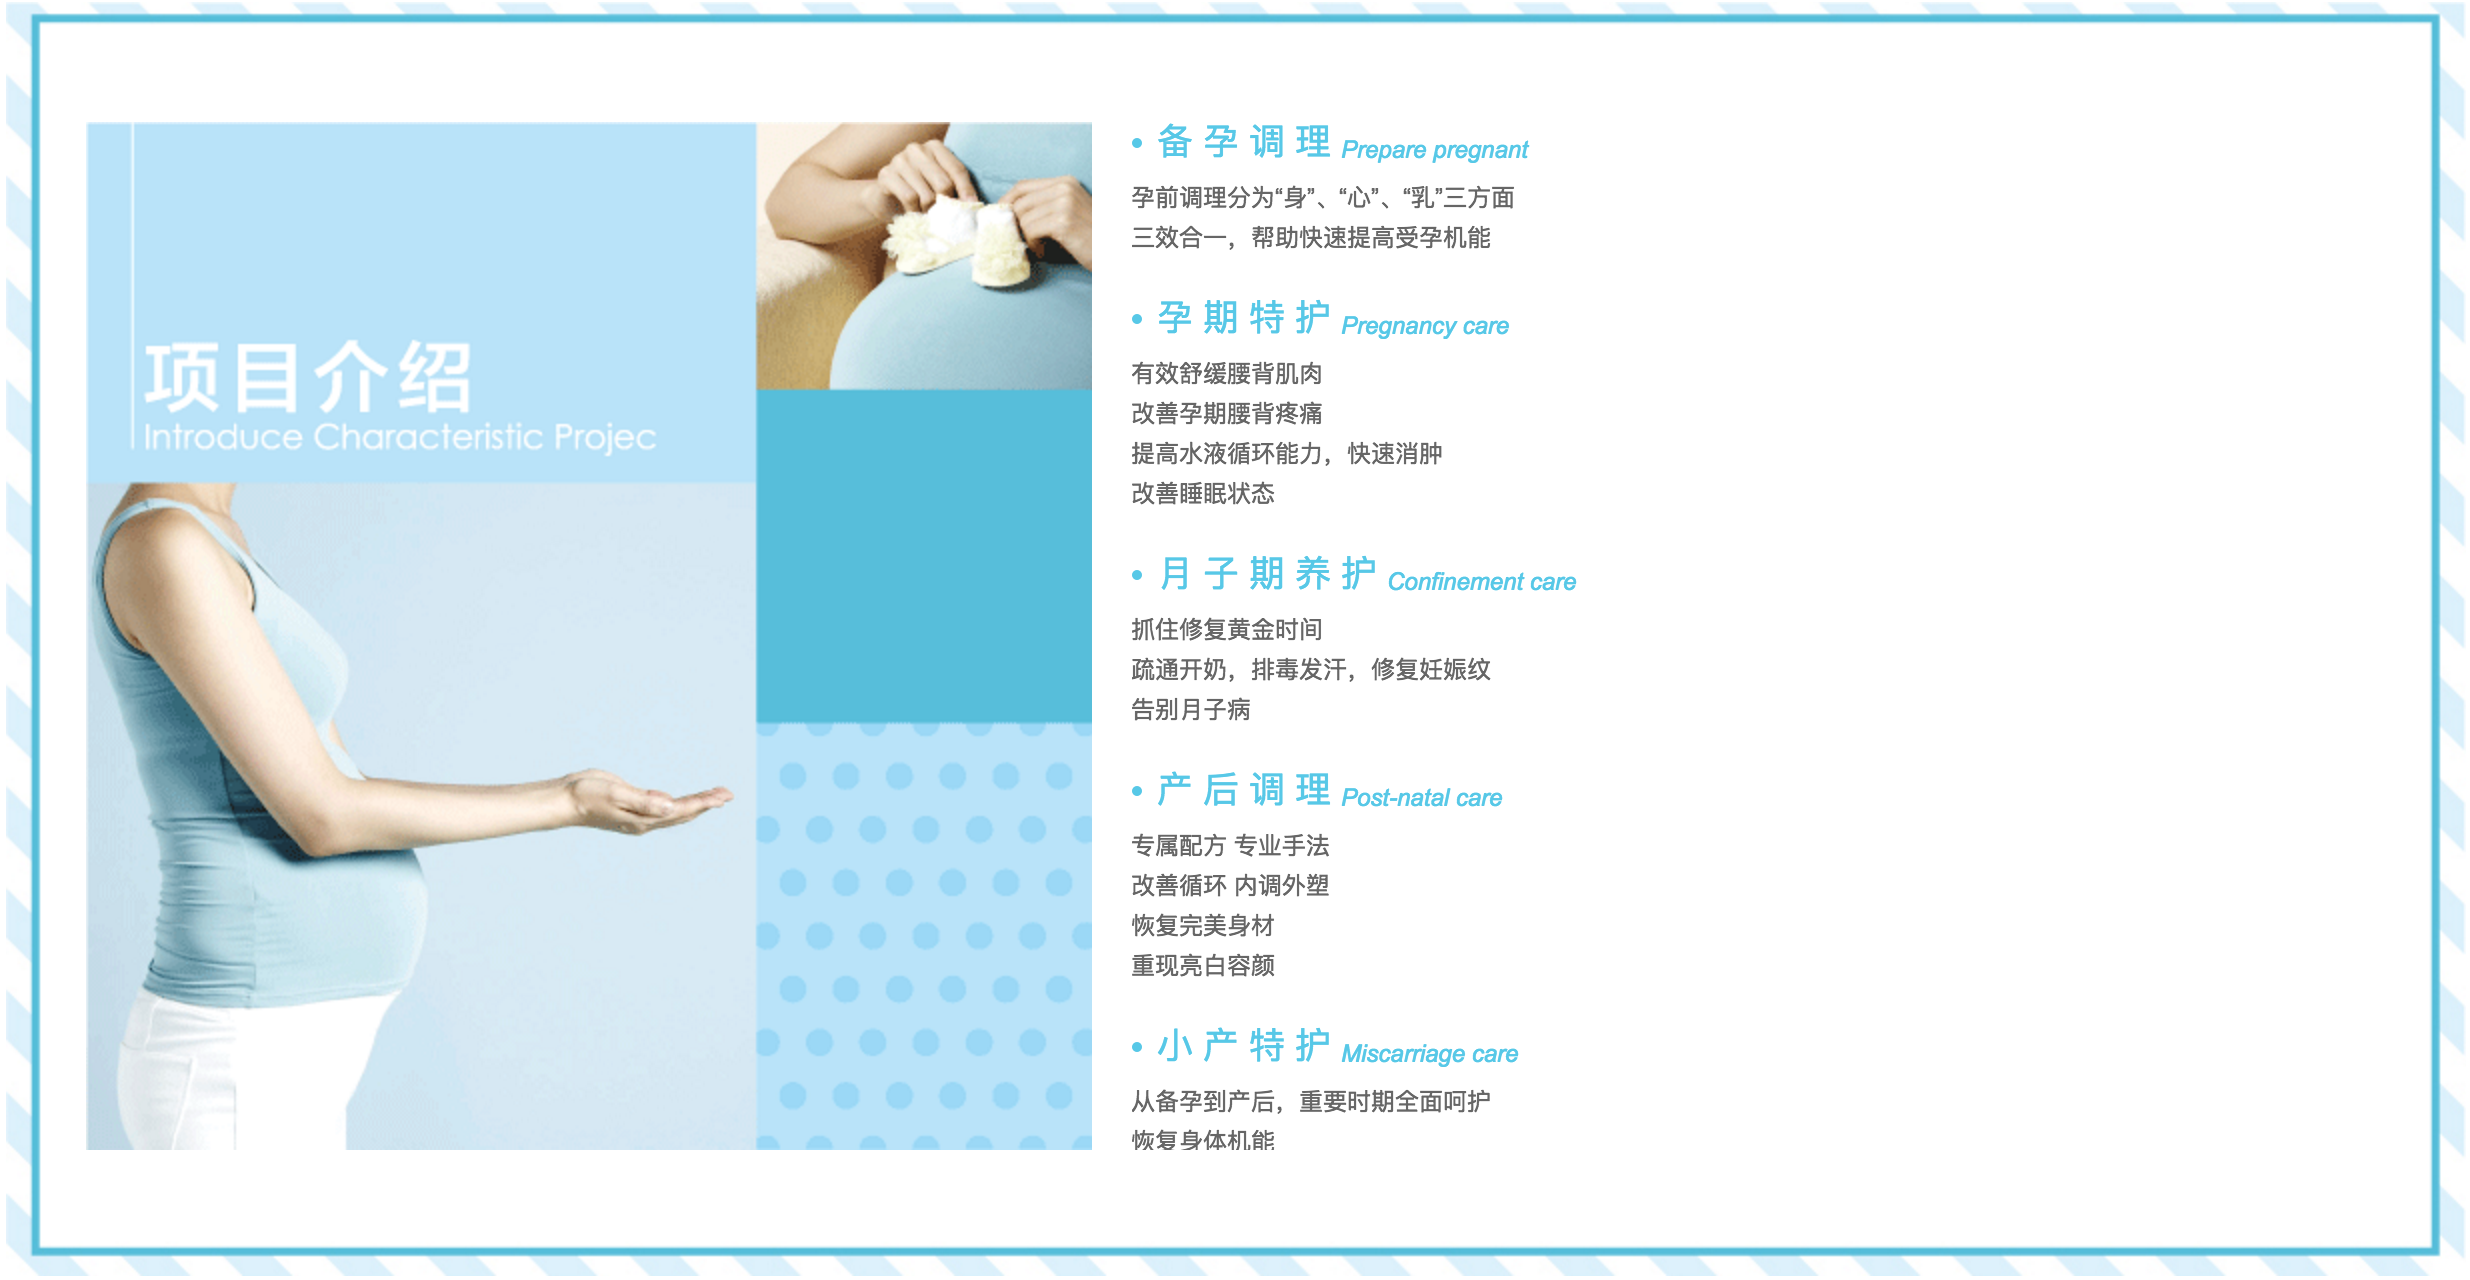 项目介绍
Introduce Characteristic Projec
• 备孕调理 Prepare pregnant
孕前调理分为“身”、“心”、“乳”三方面
三效合一，帮助快速提高受孕机能
• 孕期特护 Pregnancy care
有效舒缓腰背肌肉
改善孕期腰背疼痛
提高水液循环能力，快速消肿
改善睡眠状态
• 月子期养护 Confinement care
抓住修复黄金时间
疏通开奶，排毒发汗，修复妊娠纹
告别月子病
• 产后调理 Post-natal care
专属配方 专业手法
改善循环 内调外塑
恢复完美身材
重现亮白容颜
• 小产特护 Miscarriage care
从备孕到产后，重要时期全面呵护
恢复身体机能